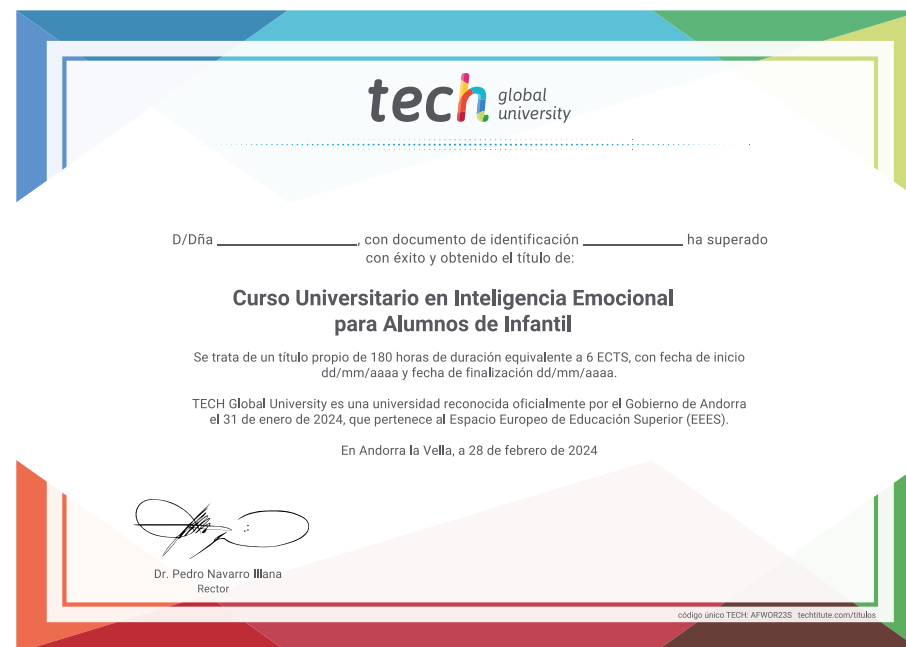 tech global university
D/Dña ______________, con documento de identificación __________ ha superado
con éxito y obtenido el título de:
Curso Universitario en Inteligencia Emocional
para Alumnos de Infantil
Se trata de un título propio de 180 horas de duración equivalente a 6 ECTS, con fecha de inicio
dd/mm/aaaa y fecha de finalización dd/mm/aaaa.
TECH Global University es una universidad reconocida oficialmente por el Gobierno de Andorra
el 31 de enero de 2024, que pertenece al Espacio Europeo de Educación Superior (EEES).
En Andorra la Vella, a 28 de febrero de 2024
Dr. Pedro Navarro Illana
Rector
código único TECH: AFWOR23S techtitute.com/titulos